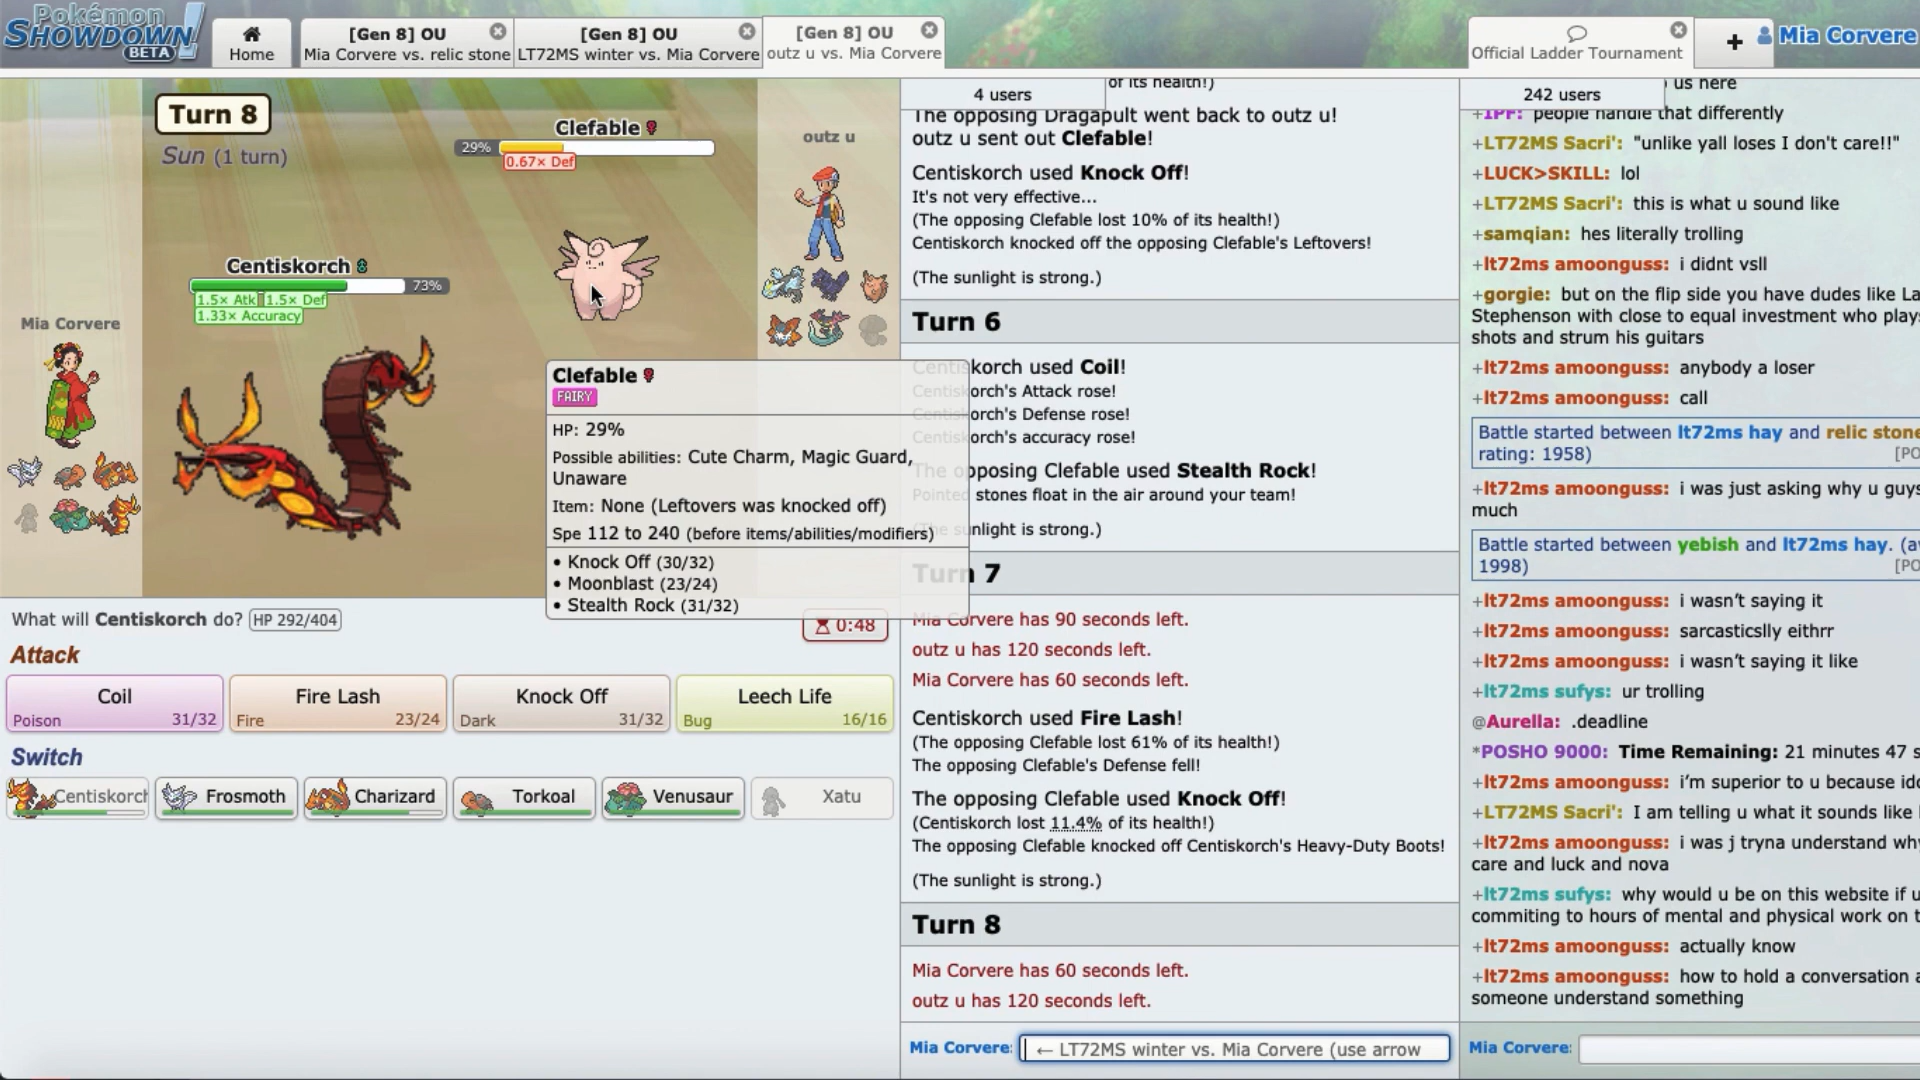 Pokémon
SHOWDOWN!
BETA
Home
[Gen 8] OU
Mia Corvere vs. relic stone
[Gen 8] OU
LT72MS winter vs. Mia Corvere
[Gen 8] OU
outz u vs. Mia Corvere
Official Ladder Tournament
+
Mia Corvere
Turn 8
Sun (1 turn)
Clefable
29%
0.67× Def
Centiskorch
73%
1.5× Atk 1.5× Def
1.33× Accuracy
outz u
Mia Corvere
Clefable
FAIRY
HP: 29%
Possible abilities: Cute Charm, Magic Guard,
Unaware
Item: None (Leftovers was knocked off)
Spe 112 to 240 (before items/abilities/modifiers)
• Knock Off (30/32)
• Moonblast (23/24)
• Stealth Rock (31/32)
What will Centiskorch do? HP 292/404
0:48
Attack
Coil
Poison 31/32
Fire Lash
Fire 23/24
Knock Off
Dark 31/32
Leech Life
Bug 16/16
Switch
Centiskorch
Frosmoth
Charizard
Torkoal
Venusaur
Xatu
4 users
of its health!)
The opposing Dragapult went back to outz u!
outz u sent out Clefable!
Centiskorch used Knock Off!
It's not very effective...
(The opposing Clefable lost 10% of its health!)
Centiskorch knocked off the opposing Clefable's Leftovers!
(The sunlight is strong.)
Turn 6
Centiskorch used Coil!
Centiskorch's Attack rose!
Centiskorch's Defense rose!
Centiskorch's accuracy rose!
The opposing Clefable used Stealth Rock!
Pointed stones float in the air around your team!
(The sunlight is strong.)
Turn 7
Mia Corvere has 90 seconds left.
outz u has 120 seconds left.
Mia Corvere has 60 seconds left.
Centiskorch used Fire Lash!
(The opposing Clefable lost 61% of its health!)
The opposing Clefable's Defense fell!
The opposing Clefable used Knock Off!
(Centiskorch lost 11.4% of its health!)
The opposing Clefable knocked off Centiskorch's Heavy-Duty Boots!
(The sunlight is strong.)
Turn 8
Mia Corvere has 60 seconds left.
outz u has 120 seconds left.
Mia Corvere: ← LT72MS winter vs. Mia Corvere (use arrow
242 users
us here
+IPF: people handle that differently
+LT72MS Sacri': "unlike yall loses I don't care!!"
+LUCK>SKILL: lol
+LT72MS Sacri': this is what u sound like
+samqian: hes literally trolling
+lt72ms amoonguss: i didnt vsll
+gorgie: but on the flip side you have dudes like La
Stephenson with close to equal investment who plays
shots and strum his guitars
+lt72ms amoonguss: anybody a loser
+lt72ms amoonguss: call
Battle started between lt72ms hay and relic stone
rating: 1958) [PO
+lt72ms amoonguss: i was just asking why u guys
much
Battle started between yebish and lt72ms hay. (av
1998) [PO
+lt72ms amoonguss: i wasn't saying it
+lt72ms amoonguss: sarcasticslly eithrr
+lt72ms amoonguss: i wasn't saying it like
+lt72ms sufys: ur trolling
@Aurella: .deadline
*POSHO 9000: Time Remaining: 21 minutes 47 s
+lt72ms amoonguss: i'm superior to u because ido
+LT72MS Sacri': I am telling u what it sounds like
+lt72ms amoonguss: i was j tryna understand why
care and luck and nova
+lt72ms sufys: why would u be on this website if u
commiting to hours of mental and physical work on t
+lt72ms amoonguss: actually know
+lt72ms amoonguss: how to hold a conversation a
someone understand something
Mia Corvere: